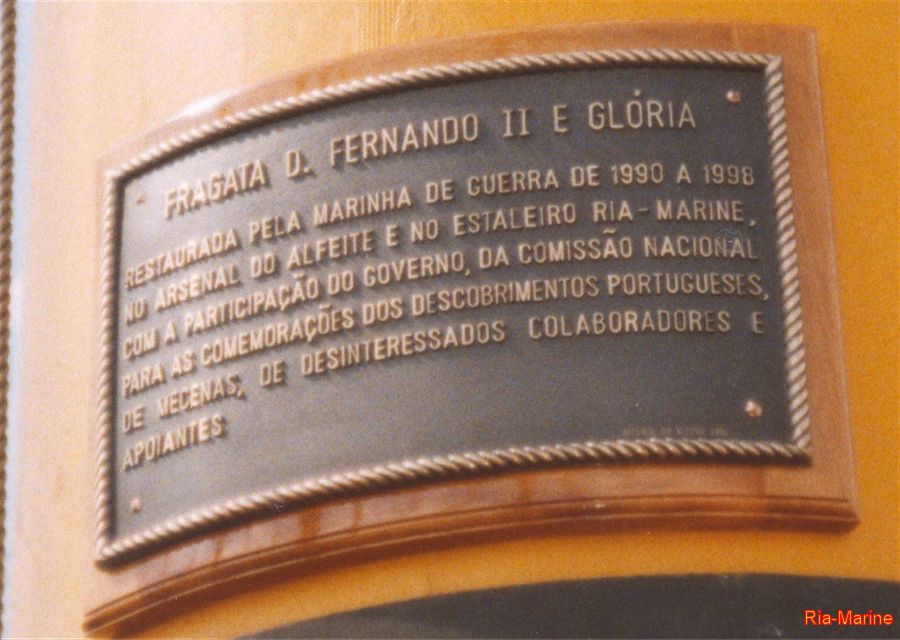 FRAGATA D. FERNANDO II E GLÓRIA
RESTAURADA PELA MARINHA DE GUERRA DE 1990 A 1998
NO ARSENAL DO ALFEITE E NO ESTALEIRO RIA-MARINE,
COM A PARTICIPAÇÃO DO GOVERNO, DA COMISSÃO NACIONAL
PARA AS COMEMORAÇÕES DOS DESCOBRIMENTOS PORTUGUESES,
DE MECENAS, DE DESINTERESSADOS COLABORADORES E
APOIANTES
Ria-Marine